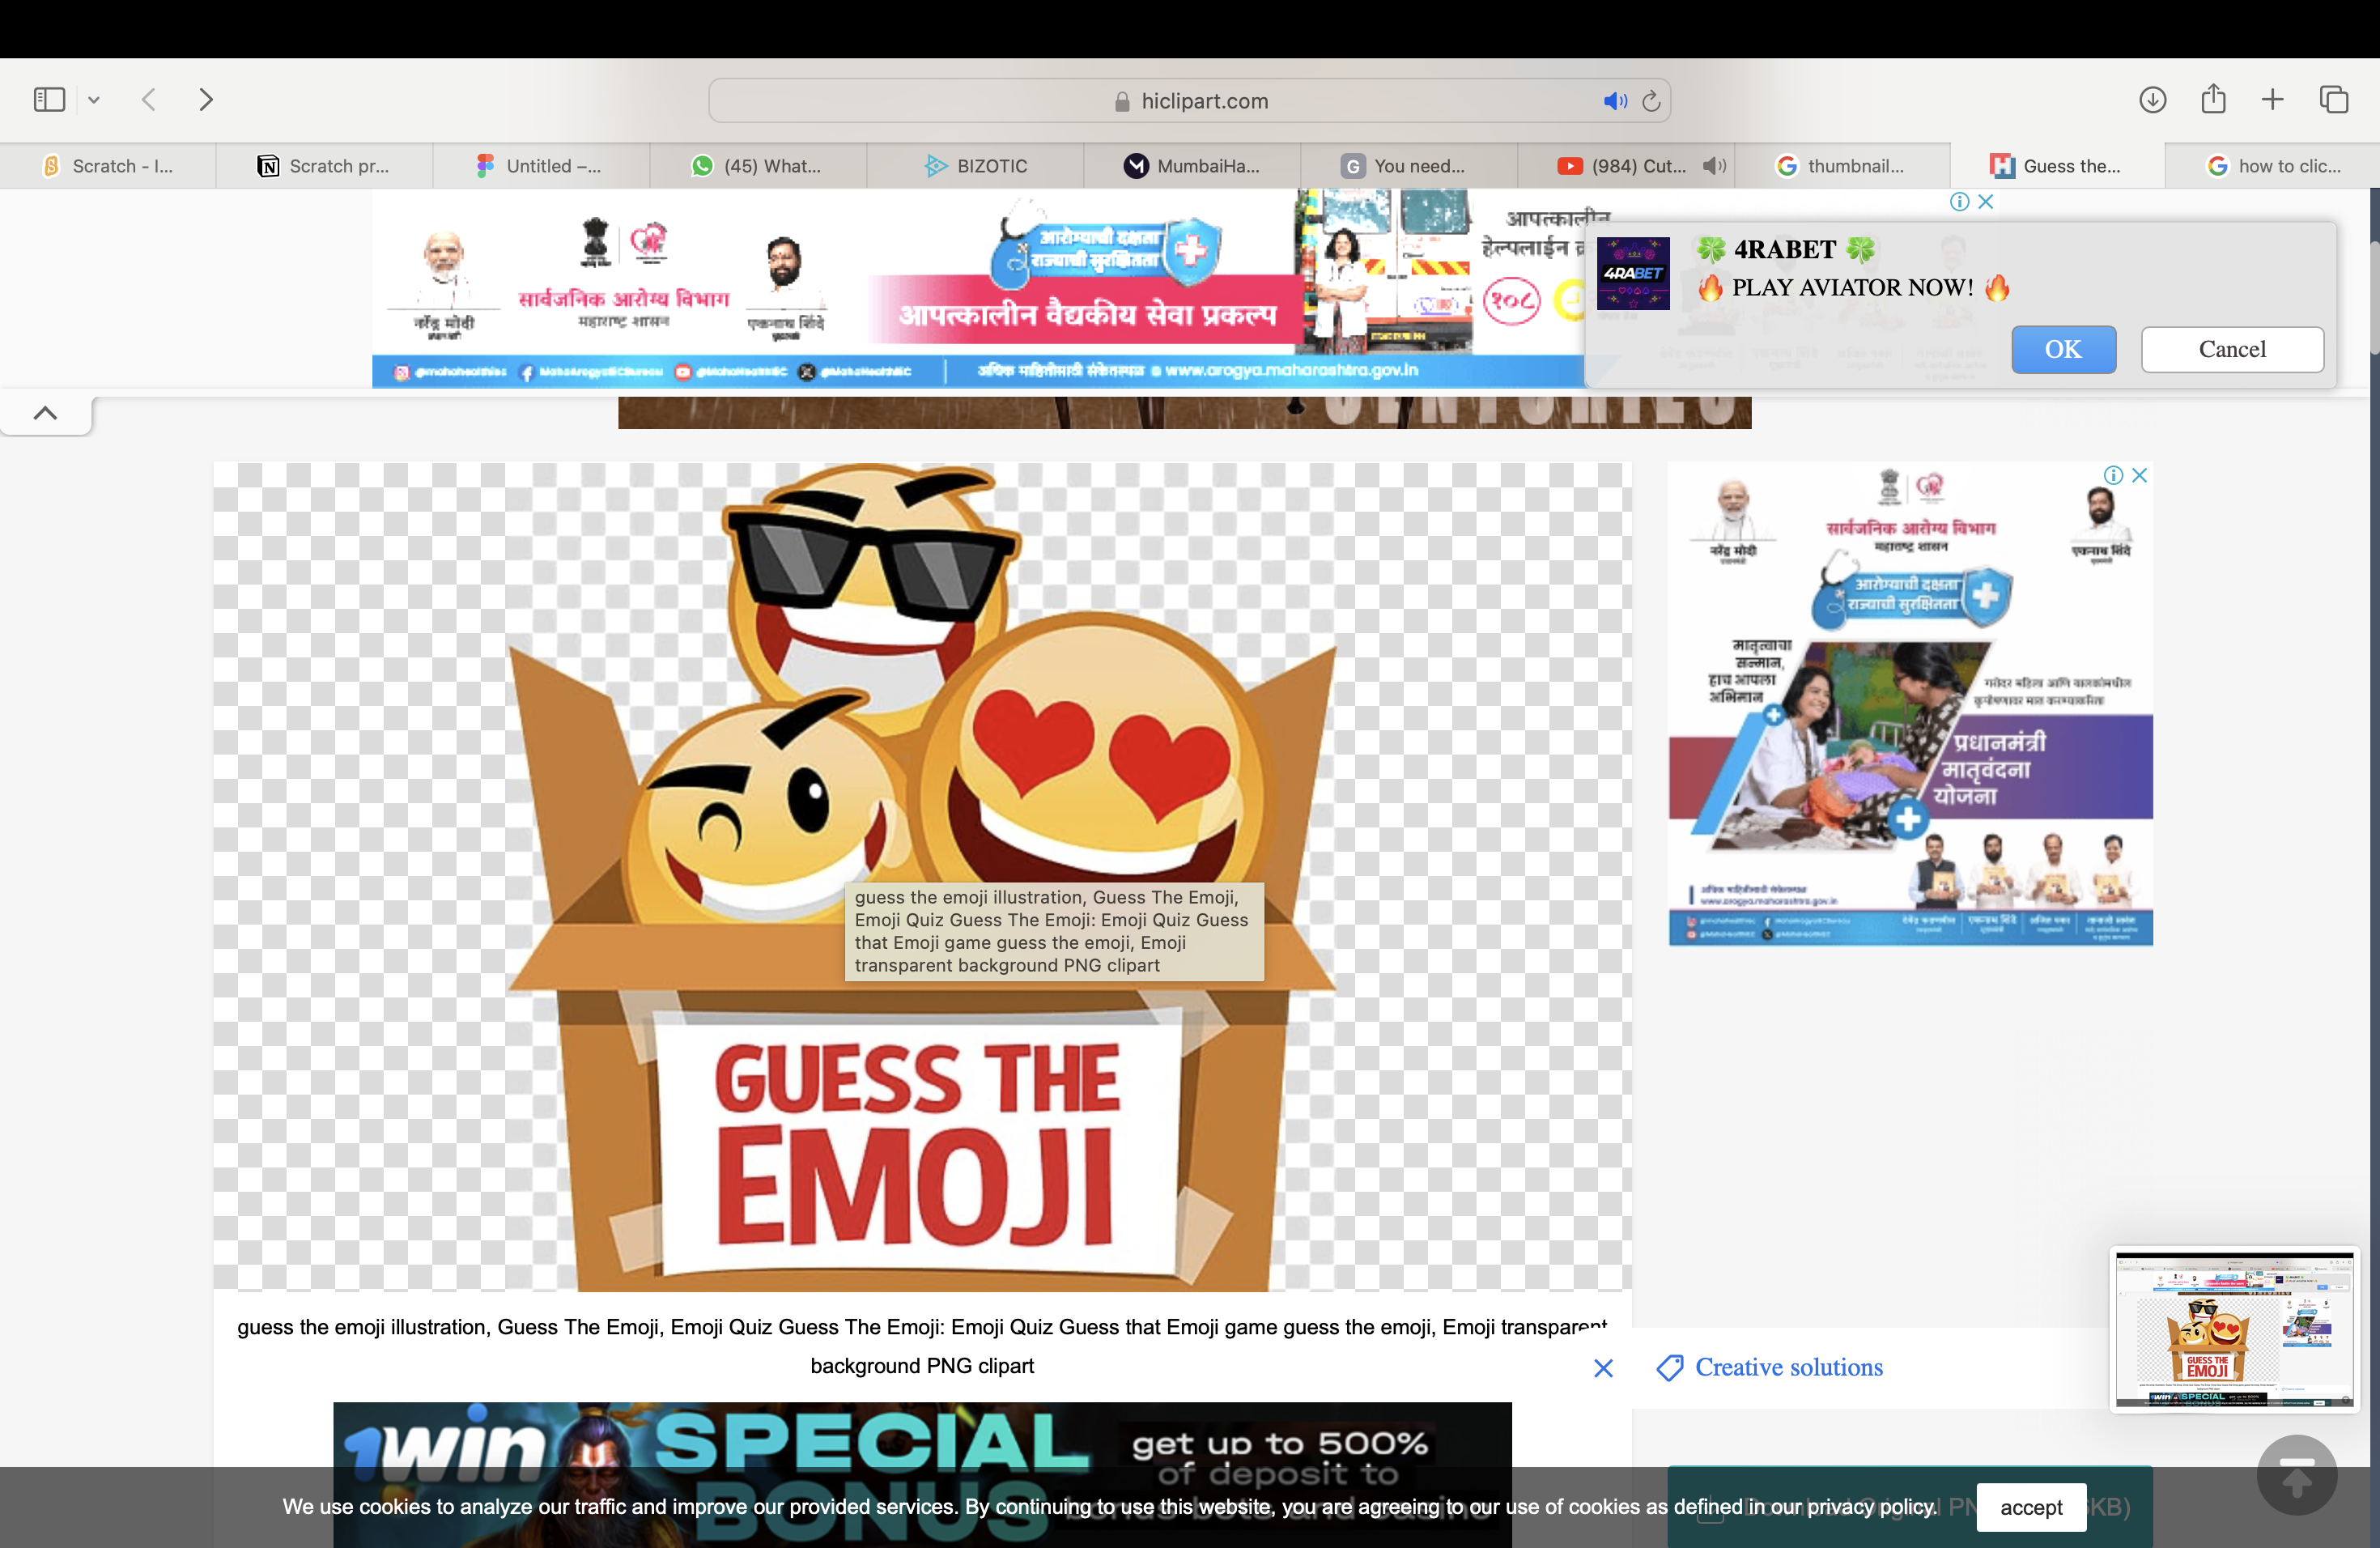 hiclipart.com
Scratch - I...
Scratch pr...
Untitled –...
(45) What...
BIZOTIC
MumbaiHa...
You need...
(984) Cut...
thumbnail...
Guess the...
how to clic...
नरेंद्र मोदी
सार्वजनिक आरोग्य विभाग
महाराष्ट्र शासन
एकनाथ शिंदे
आरोग्याची दक्षता
राज्याची सुरक्षितता
आपत्कालीन वैद्यकीय सेवा प्रकल्प
आपत्कालीन
हेल्पलाईन
१०८
www.arogya.maharashtra.gov.in
4RABET
🍀 4RABET 🍀
🔥 PLAY AVIATOR NOW! 🔥
OK
Cancel
नरेंद्र मोदी
सार्वजनिक आरोग्य विभाग
महाराष्ट्र शासन
एकनाथ शिंदे
आरोग्याची दक्षता
राज्याची सुरक्षितता
मातृत्वाचा
सन्मान,
हाच आपला
अभिमान
प्रधानमंत्री
मातृवंदना
योजना
www.arogya.maharashtra.gov.in
guess the emoji illustration, Guess The Emoji,
Emoji Quiz Guess The Emoji: Emoji Quiz Guess
that Emoji game guess the emoji, Emoji
transparent background PNG clipart
GUESS THE
EMOJI
guess the emoji illustration, Guess The Emoji, Emoji Quiz Guess The Emoji: Emoji Quiz Guess that Emoji game guess the emoji, Emoji transparent
background PNG clipart
Creative solutions
1win
SPECIAL
BONUS
get up to 500%
of deposit to
We use cookies to analyze our traffic and improve our provided services. By continuing to use this website, you are agreeing to our use of cookies as defined in our privacy policy.
accept